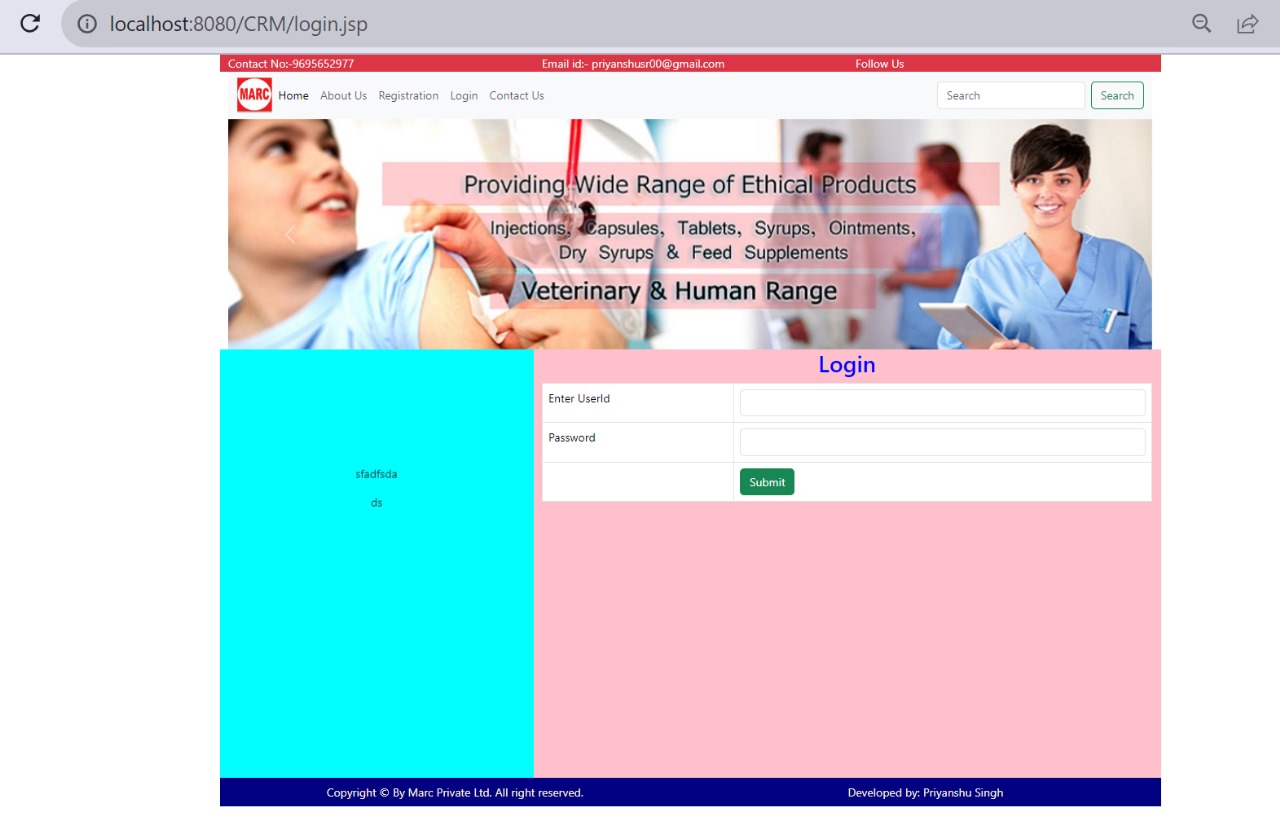 localhost:8080/CRM/login.jsp
Contact No:-9695652977 Email id:- priyanshusr00@gmail.com Follow Us
MARC Home About Us Registration Login Contact Us Search Search
Providing Wide Range of Ethical Products
Injections, Capsules, Tablets, Syrups, Ointments,
Dry Syrups & Feed Supplements
Veterinary & Human Range
Login
Enter UserId
Password
sfadfsda
Submit
ds
Copyright © By Marc Private Ltd. All right reserved. Developed by: Priyanshu Singh